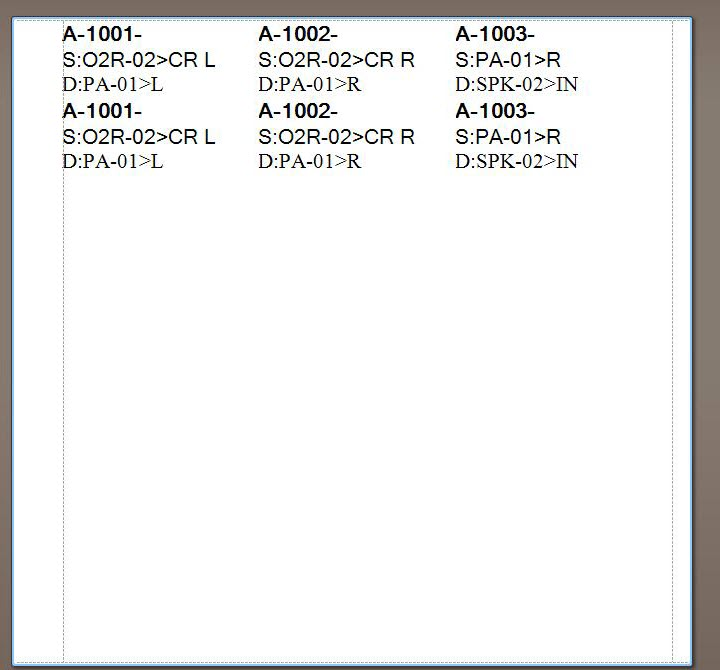 A-1001- A-1002- A-1003-
S:O2R-02>CR L S:O2R-02>CR R S:PA-01>R
D:PA-01>L D:PA-01>R D:SPK-02>IN
A-1001- A-1002- A-1003-
S:O2R-02>CR L S:O2R-02>CR R S:PA-01>R
D:PA-01>L D:PA-01>R D:SPK-02>IN